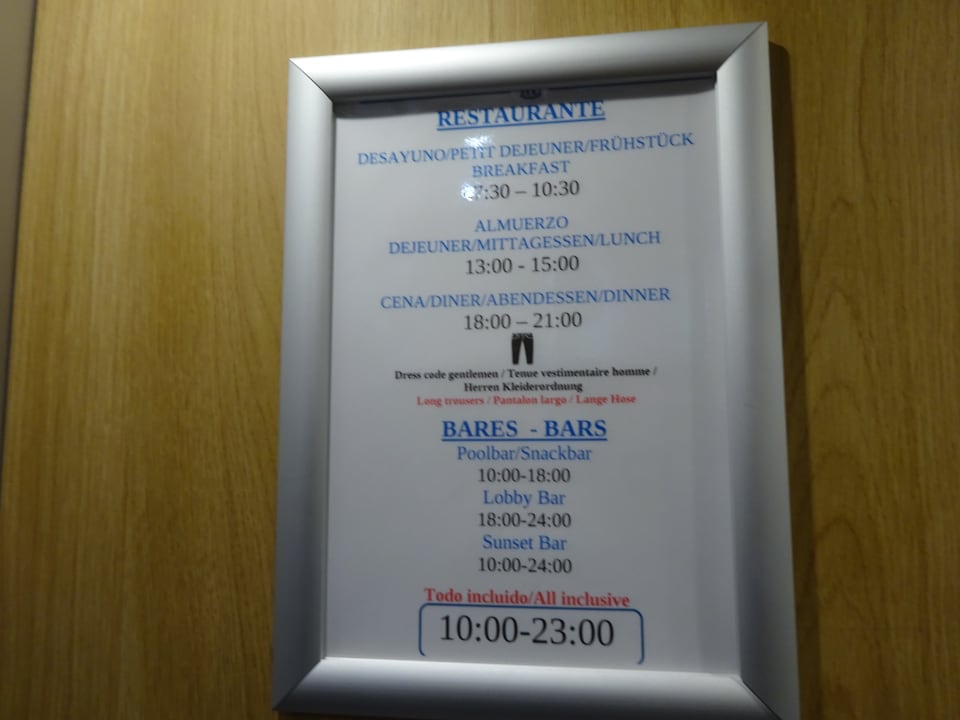 RESTAURANTE
DESAYUNO/PETIT DEJEUNER/FRÜHSTÜCK
BREAKFAST
07:30 – 10:30
ALMUERZO
DEJEUNER/MITTAGESSEN/LUNCH
13:00 - 15:00
CENA/DINER/ABENDESSEN/DINNER
18:00 – 21:00
Dress code gentlemen / Tenue vestimentaire homme /
Herren Kleiderordnung
Long trousers / Pantalon largo / Lange Hose
BARES - BARS
Poolbar/Snackbar
10:00-18:00
Lobby Bar
18:00-24:00
Sunset Bar
10:00-24:00
Todo incluido/All inclusive
10:00-23:00